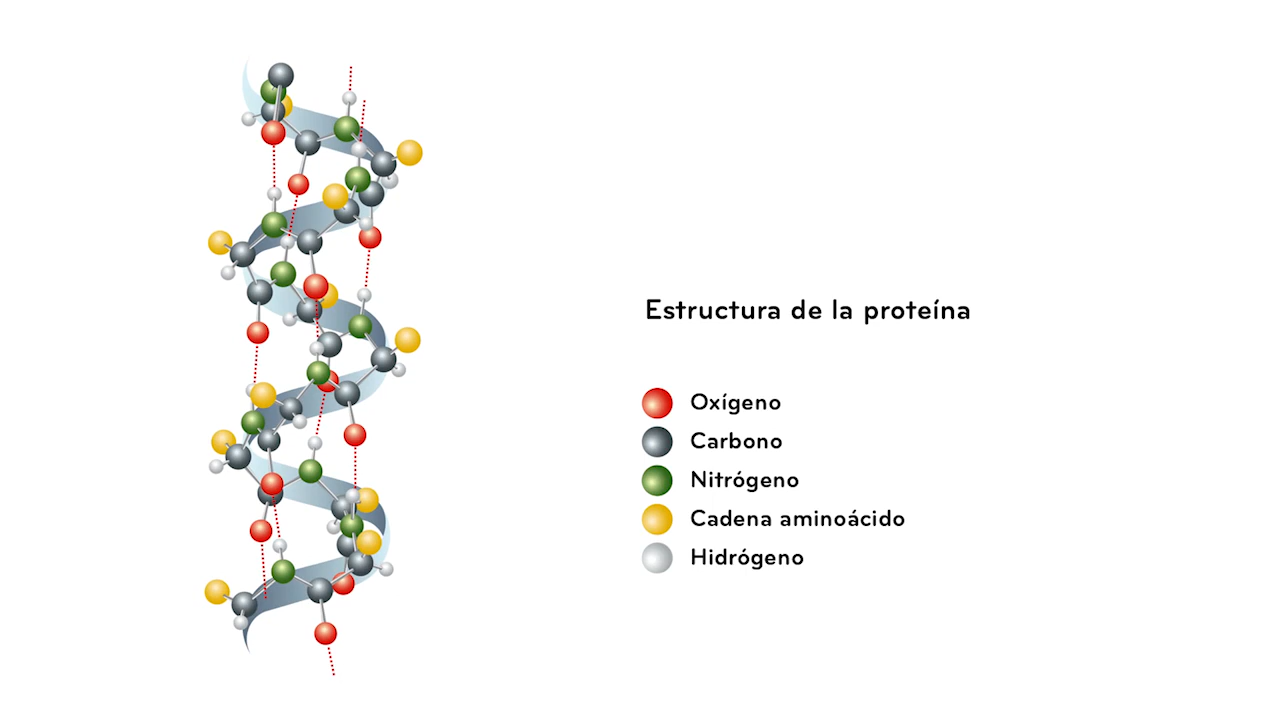 Estructura de la proteína
Oxígeno
Carbono
Nitrógeno
Cadena aminoácido
Hidrógeno